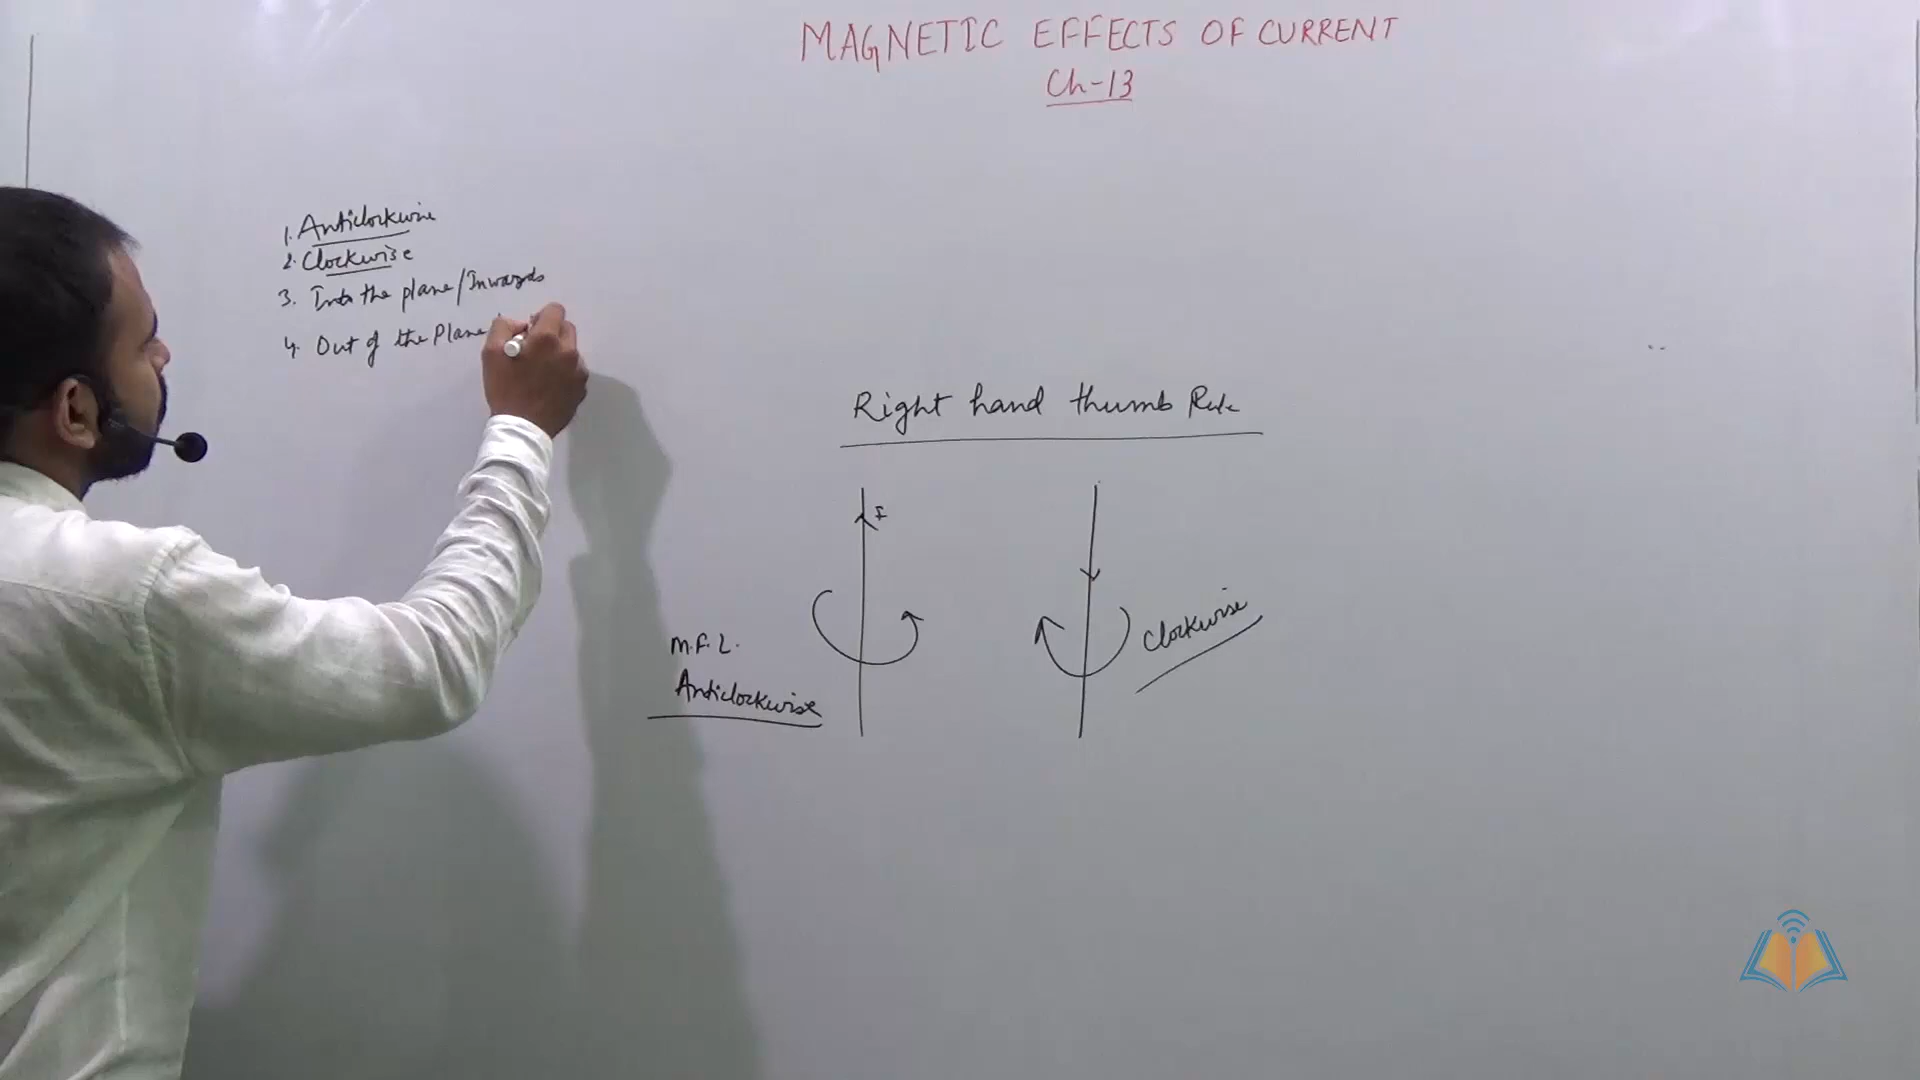 MAGNETIC EFFECTS OF CURRENT
Ch-13
1. Anticlockwise
2. Clockwise
3. Into the plane/Inwards
4. Out of the Plane
Right hand thumb Rule
I
M.F.L.
Anticlockwise
Clockwise